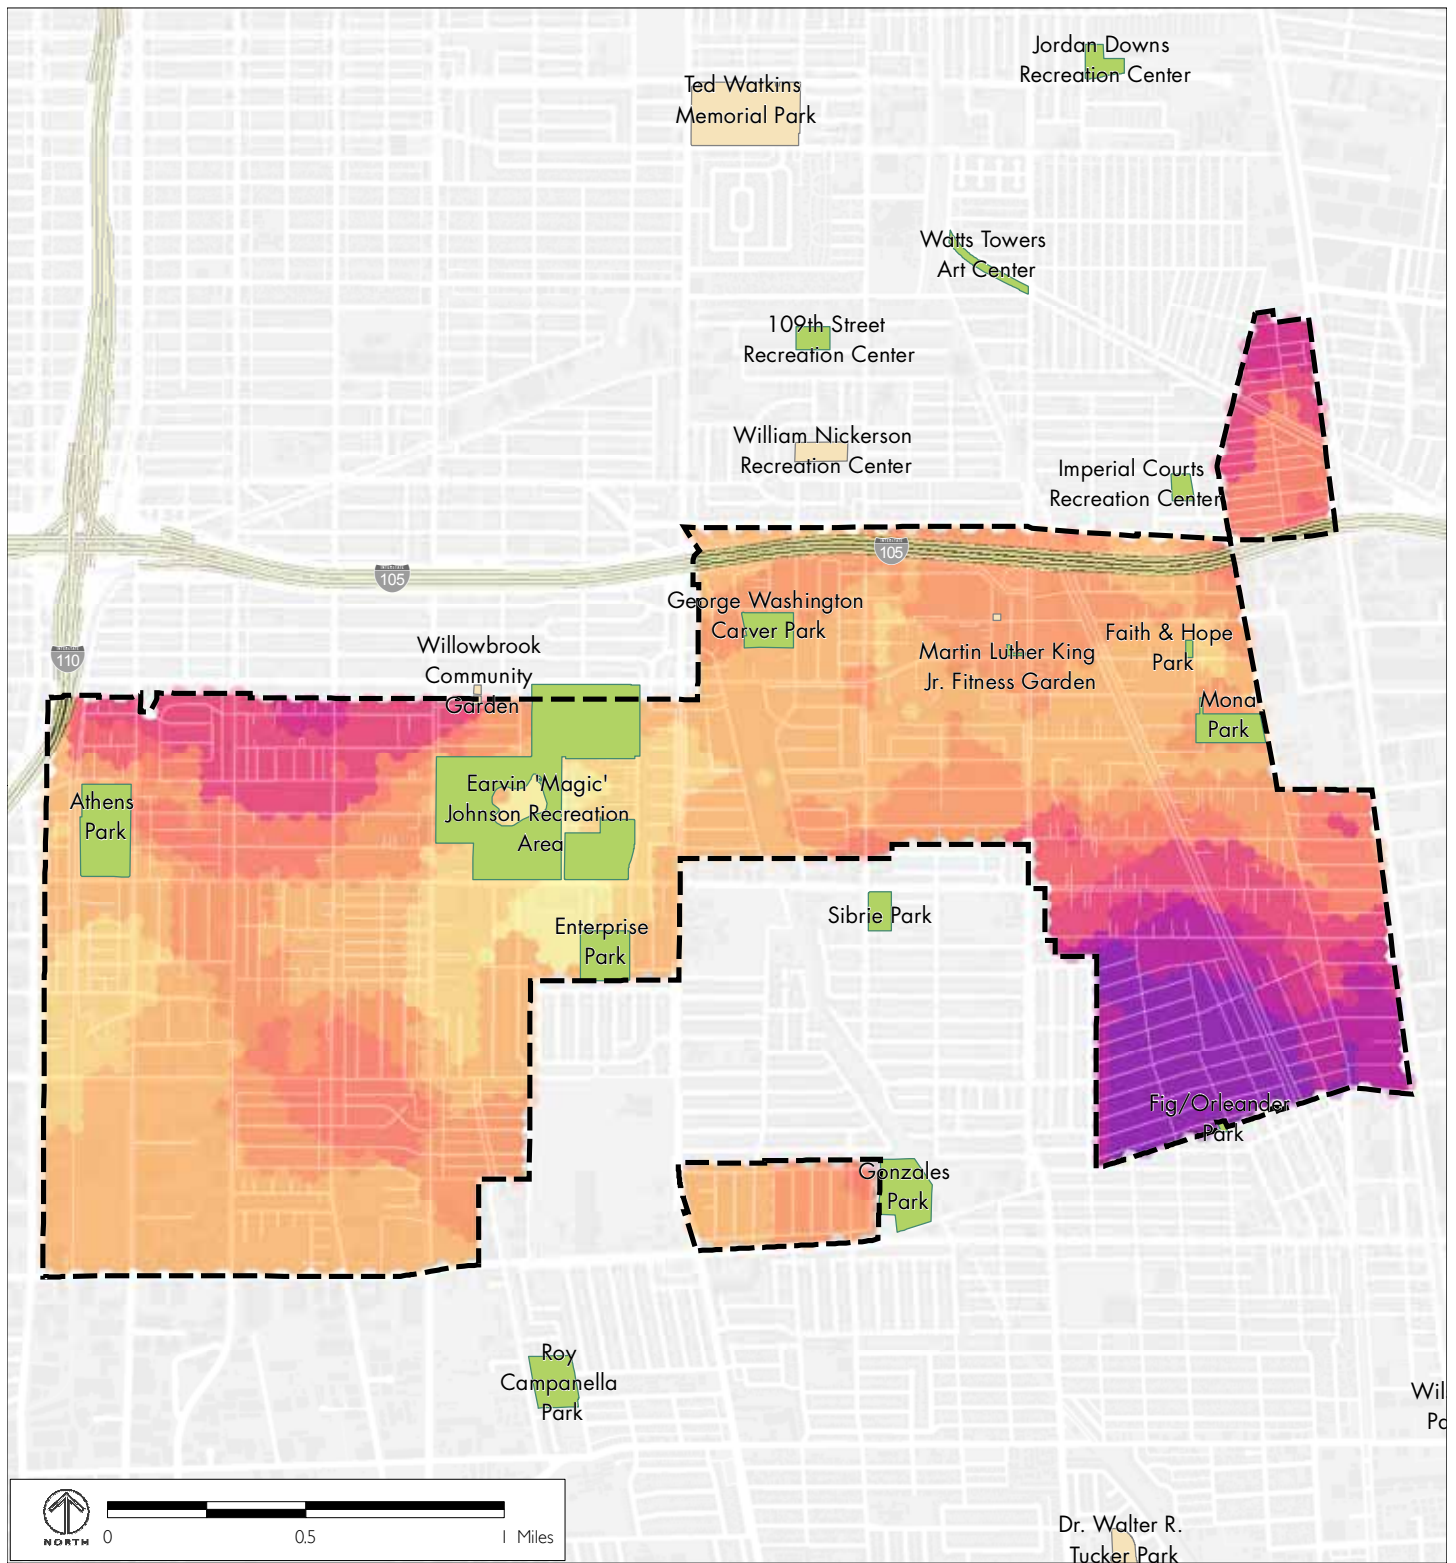 Jordan Downs
Recreation Center
Ted Watkins
Memorial Park
Watts Towers
Art Center
109th Street
Recreation Center
William Nickerson
Recreation Center
Imperial Courts
Recreation Center
105
105
George Washington
Carver Park
Willowbrook
Community
Garden
Martin Luther King
Jr. Fitness Garden
Faith & Hope
Park
110
Mona
Park
Athens
Park
Earvin 'Magic'
Johnson Recreation
Area
Enterprise
Park
Sibrie Park
Fig/Orleander
Park
Gonzales
Park
Roy
Campanella
Park
Wil
Pa
Dr. Walter R.
Tucker Park
NORTH
0 0.5 1 Miles